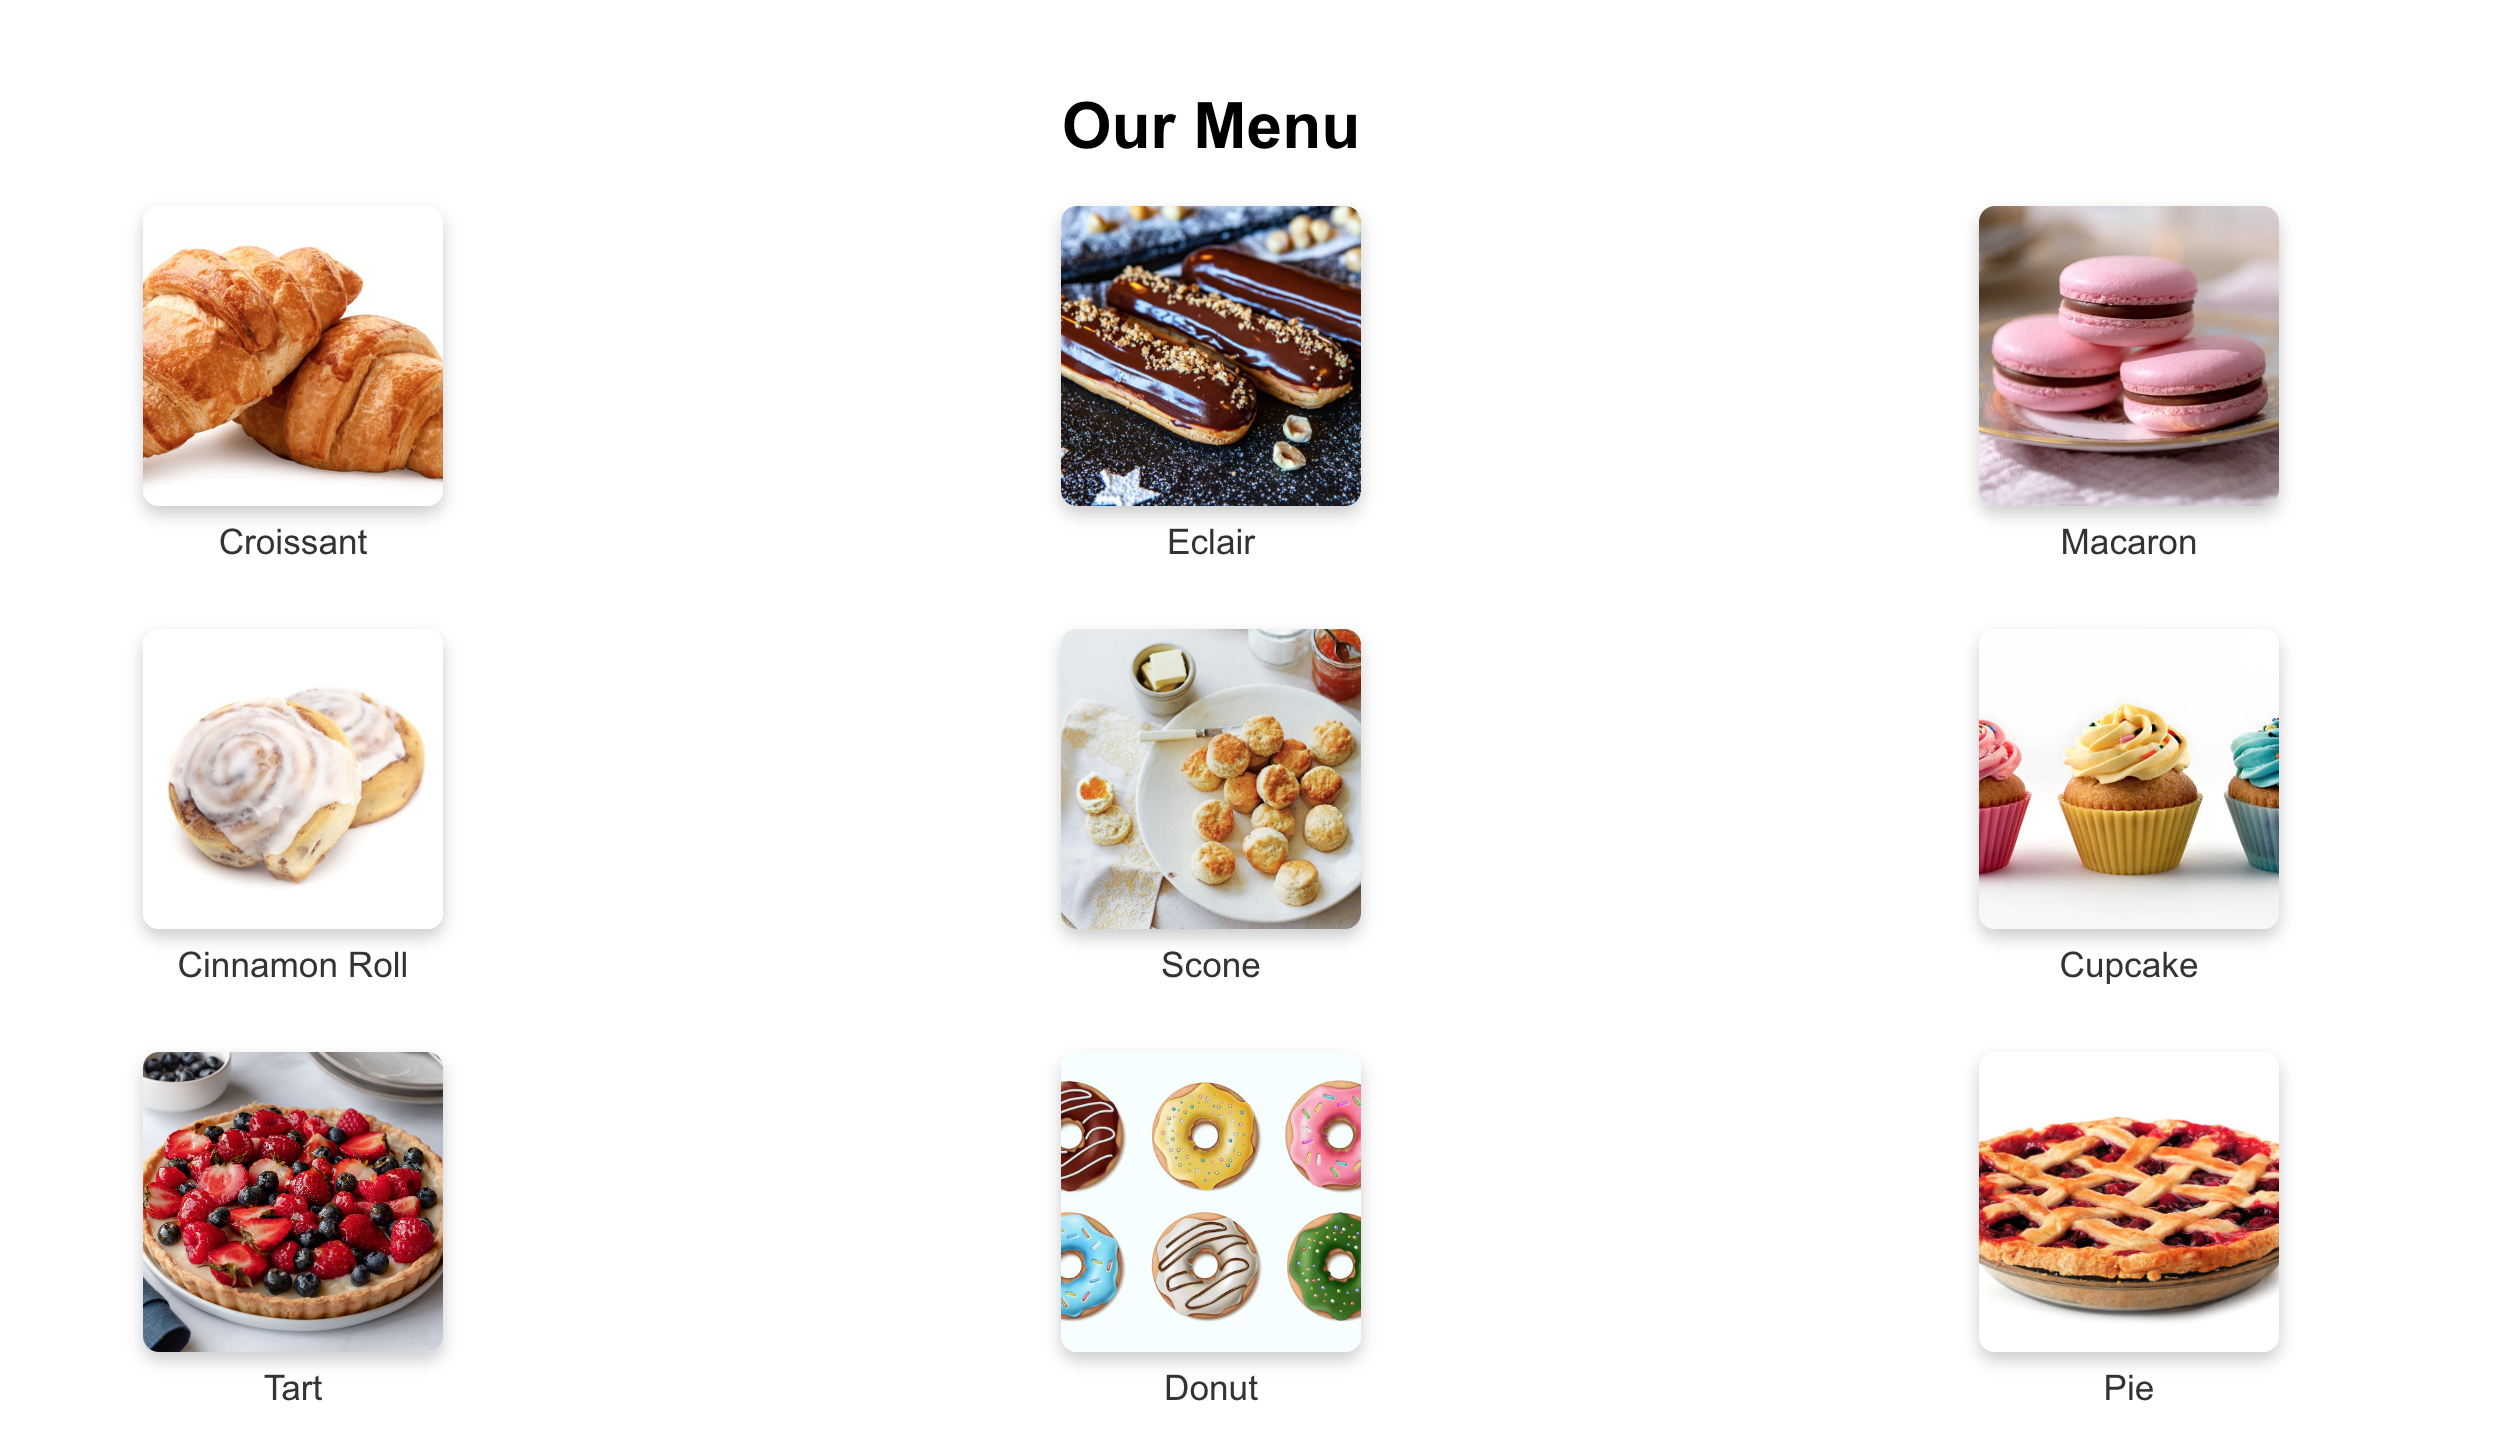 Our Menu
Croissant
Eclair
Macaron
Cinnamon Roll
Scone
Cupcake
Tart
Donut
Pie